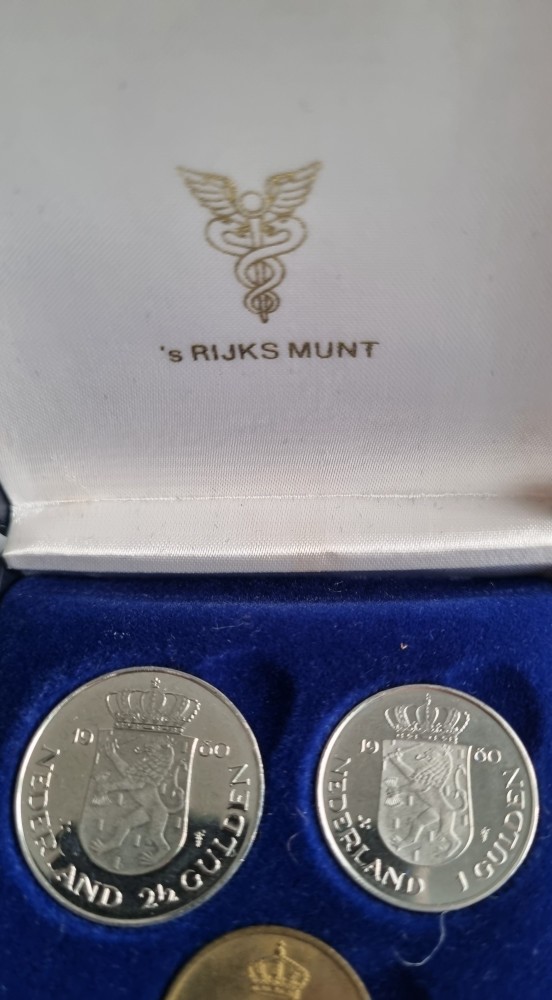 's RIJKS MUNT
19 80
NEDERLAND 2½ GULDEN
19 80
NEDERLAND 1 GULDEN